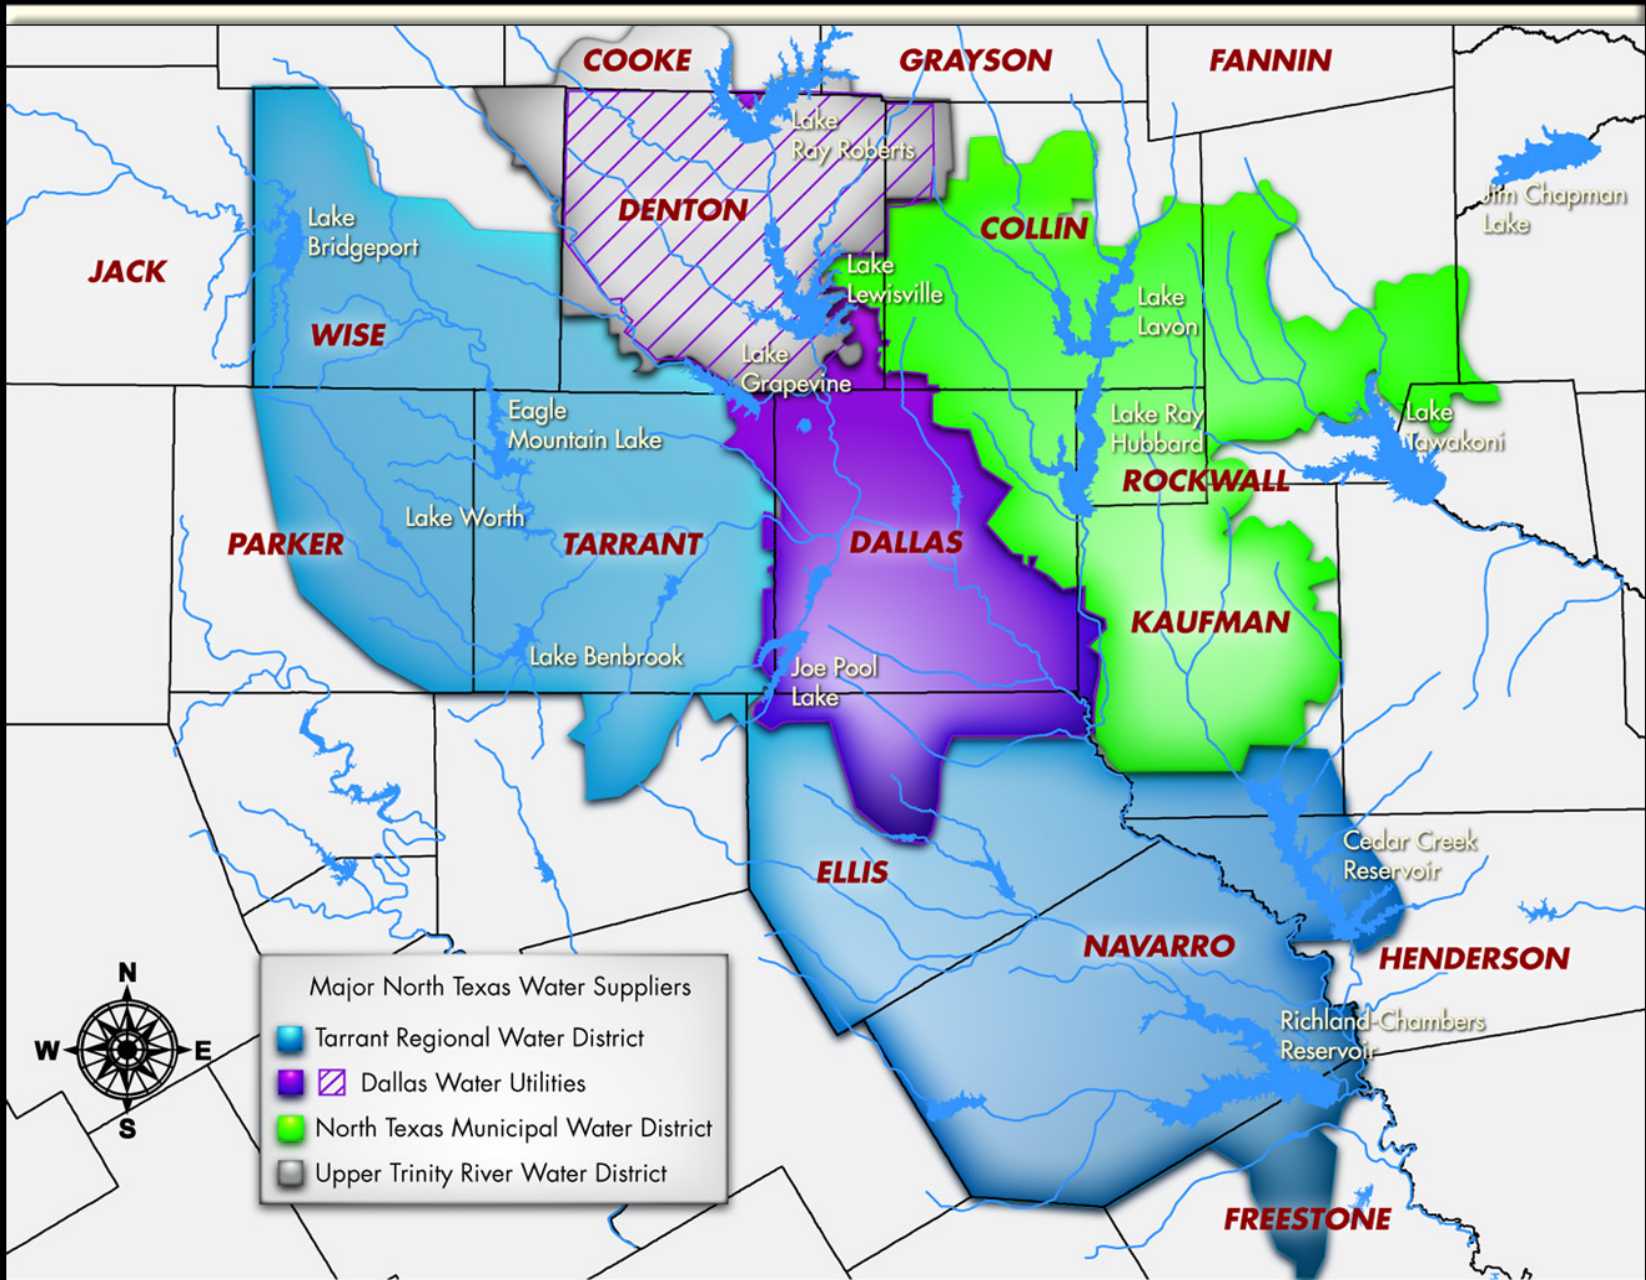 COOKE
GRAYSON
FANNIN
Lake
Ray Roberts
Jim Chapman
Lake
DENTON
COLLIN
Lake
Bridgeport
JACK
Lake
Lewisville
Lake
Lavon
WISE
Lake
Grapevine
Eagle
Mountain Lake
Lake Ray
Hubbard
Lake
Tawakoni
ROCKWALL
Lake Worth
PARKER
TARRANT
DALLAS
KAUFMAN
Lake Benbrook
Joe Pool
Lake
Cedar Creek
Reservoir
ELLIS
NAVARRO
HENDERSON
Richland-Chambers
Reservoir
FREESTONE
N
W
E
S
Major North Texas Water Suppliers
Tarrant Regional Water District
Dallas Water Utilities
North Texas Municipal Water District
Upper Trinity River Water District